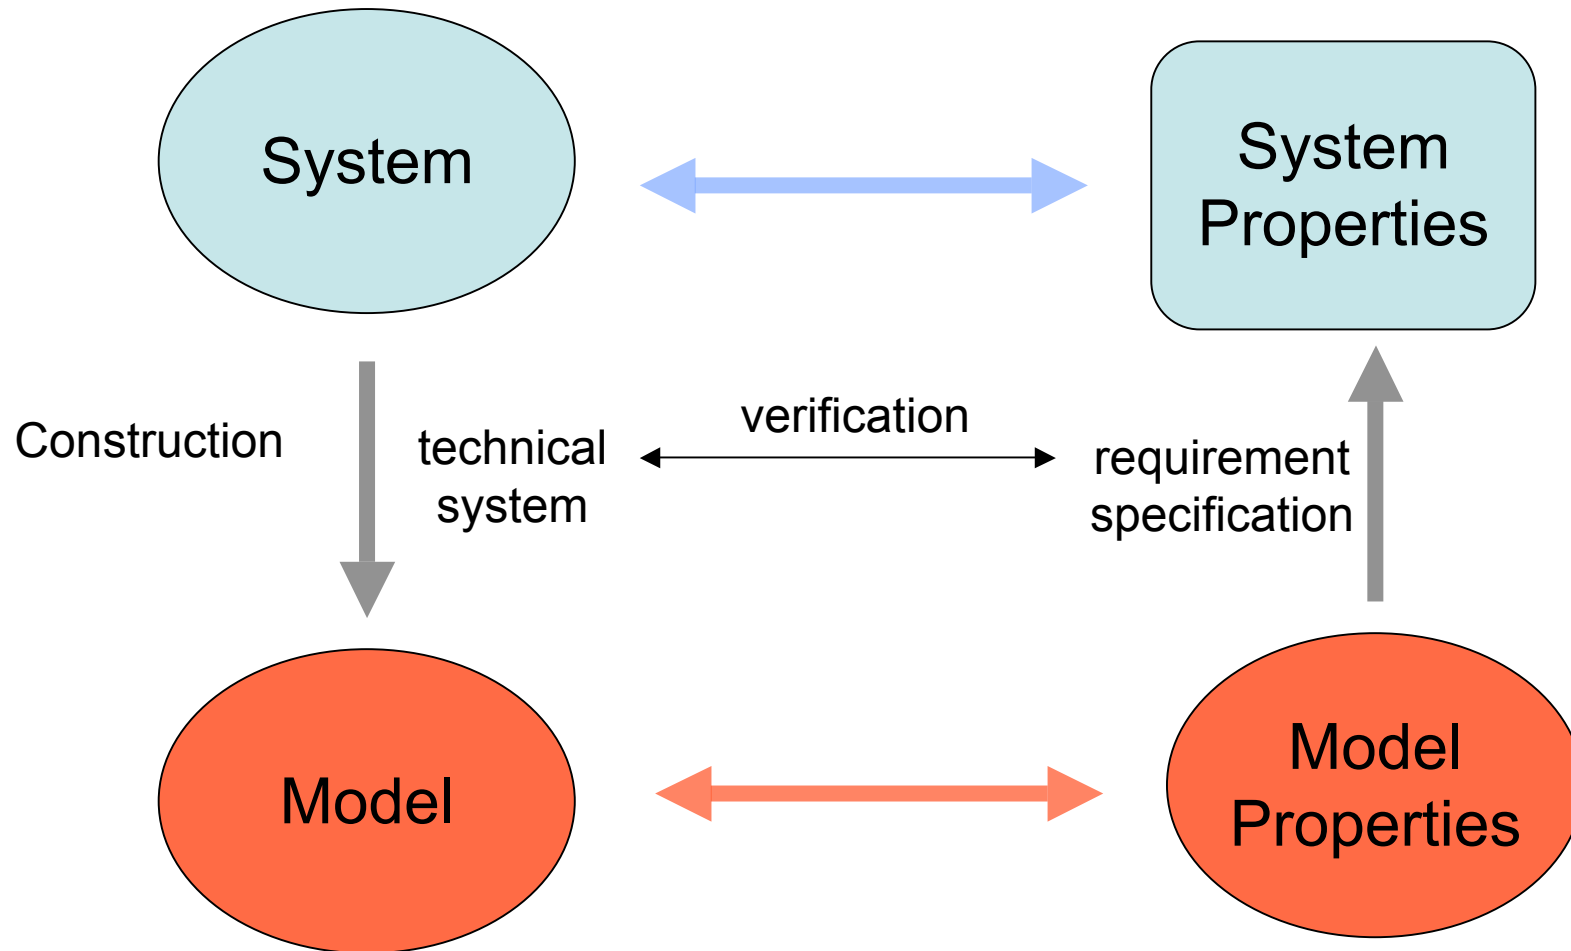 System
System
Properties
Construction
technical
system
verification
requirement
specification
Model
Model
Properties